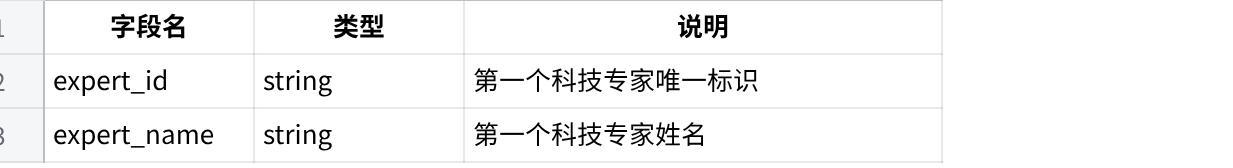 1 字段名 类型 说明
2 expert_id string 第一个科技专家唯一标识
3 expert_name string 第一个科技专家姓名